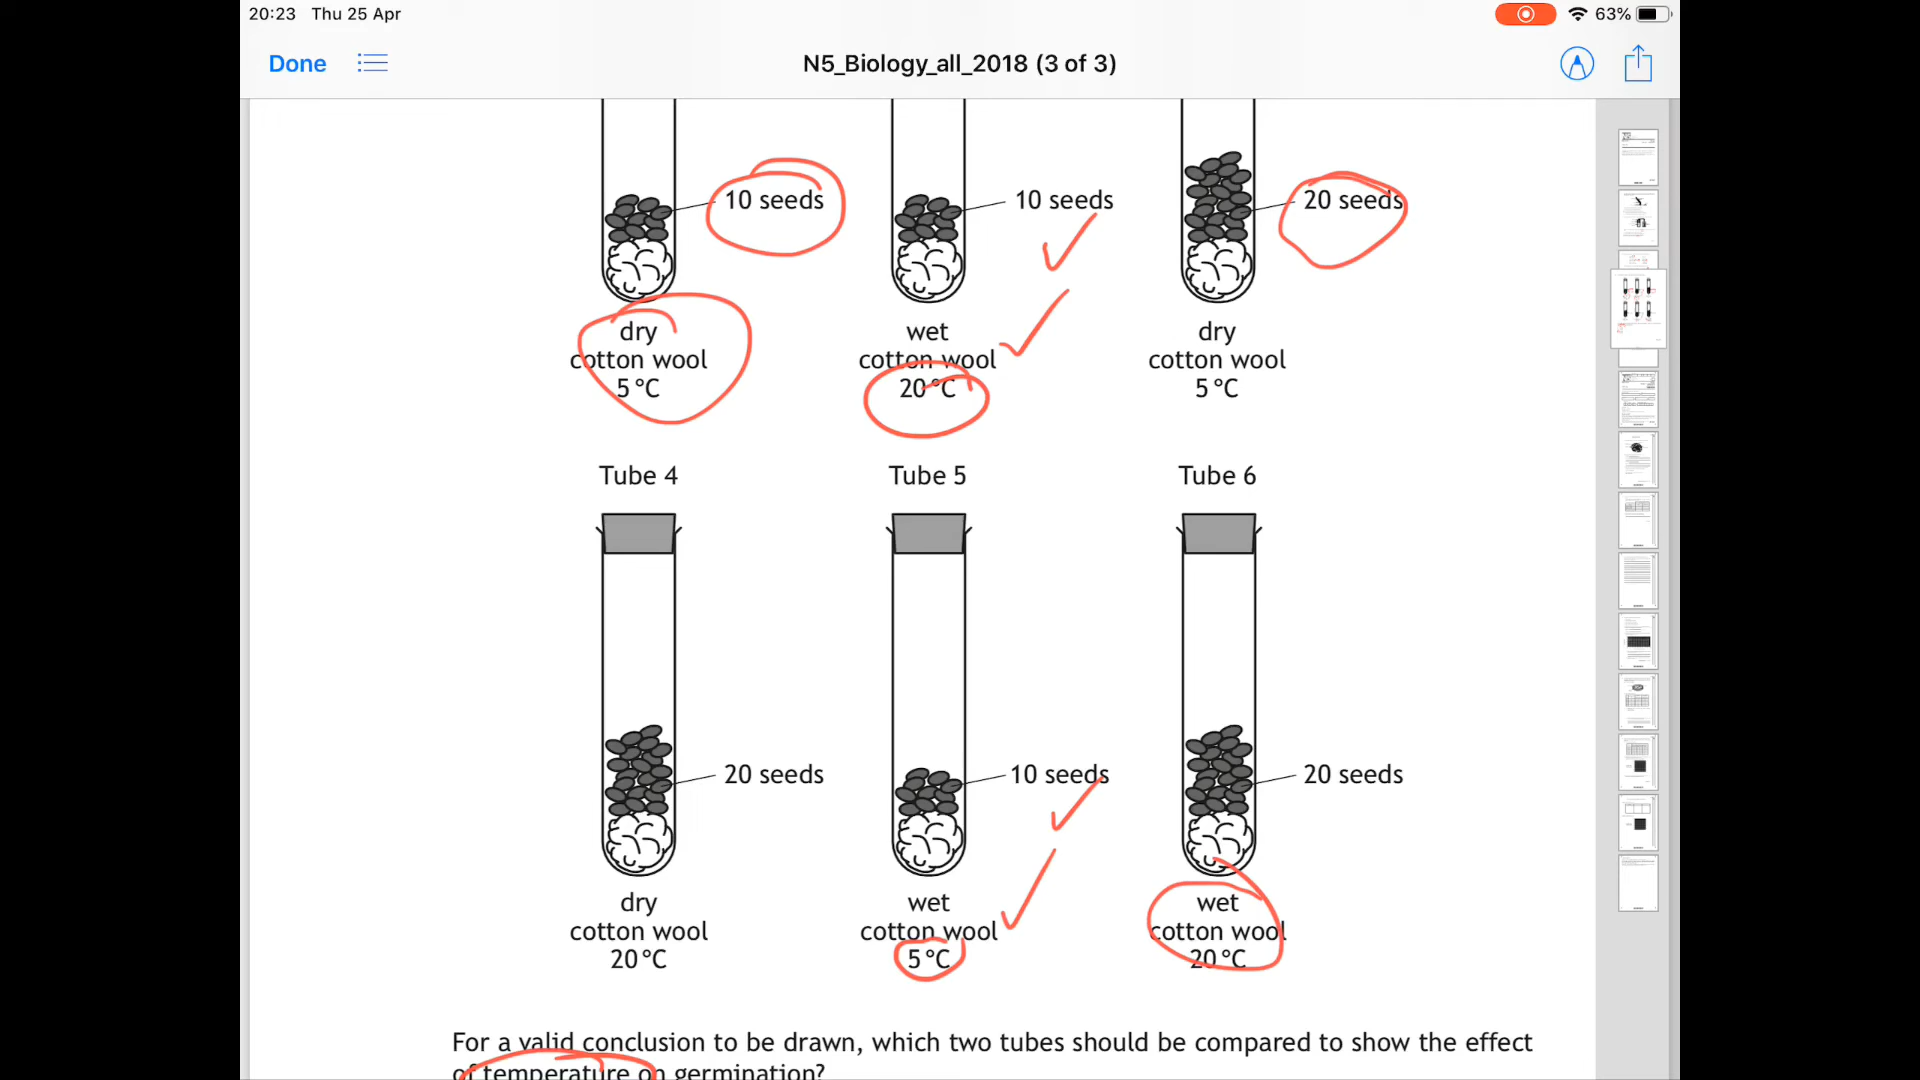 20:23 Thu 25 Apr
63%
Done
N5_Biology_all_2018 (3 of 3)
10 seeds
10 seeds
20 seeds
dry
cotton wool
5 °C
wet
cotton wool
20 °C
dry
cotton wool
5 °C
Tube 4
Tube 5
Tube 6
20 seeds
10 seeds
20 seeds
dry
cotton wool
20 °C
wet
cotton wool
5 °C
wet
cotton wool
20 °C
For a valid conclusion to be drawn, which two tubes should be compared to show the effect
of temperature on germination?